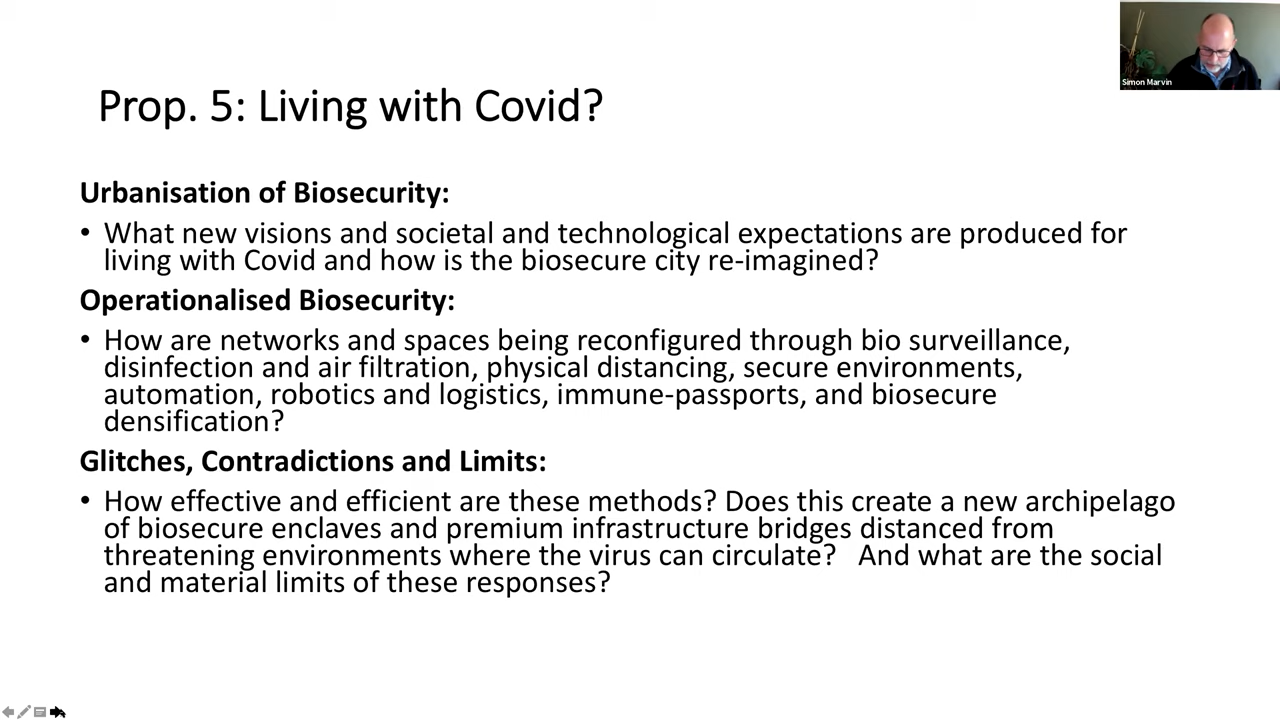 Simon Marvin
Prop. 5: Living with Covid?
Urbanisation of Biosecurity:
• What new visions and societal and technological expectations are produced for
living with Covid and how is the biosecure city re-imagined?
Operationalised Biosecurity:
• How are networks and spaces being reconfigured through bio surveillance,
disinfection and air filtration, physical distancing, secure environments,
automation, robotics and logistics, immune-passports, and biosecure
densification?
Glitches, Contradictions and Limits:
• How effective and efficient are these methods? Does this create a new archipelago
of biosecure enclaves and premium infrastructure bridges distanced from
threatening environments where the virus can circulate?   And what are the social
and material limits of these responses?